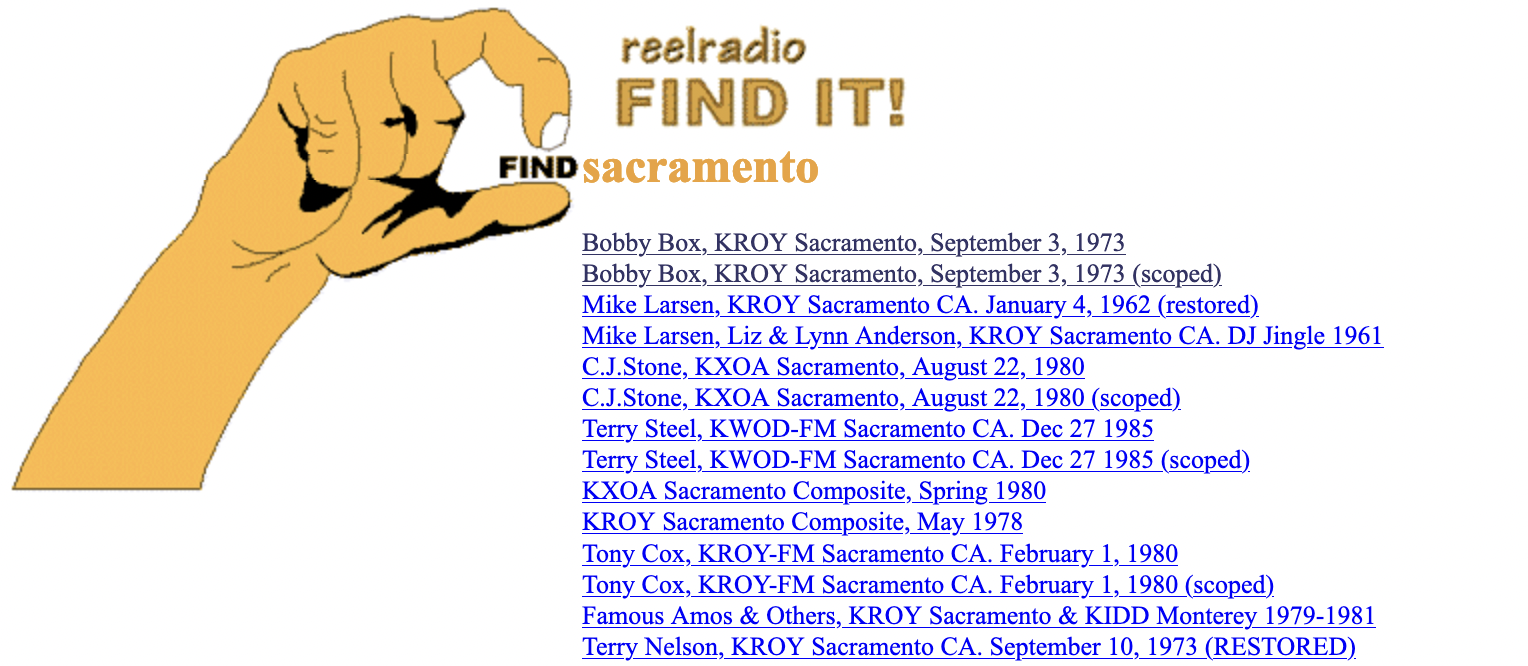 reelradio
FIND IT!
FIND sacramento
Bobby Box, KROY Sacramento, September 3, 1973
Bobby Box, KROY Sacramento, September 3, 1973 (scoped)
Mike Larsen, KROY Sacramento CA. January 4, 1962 (restored)
Mike Larsen, Liz & Lynn Anderson, KROY Sacramento CA. DJ Jingle 1961
C.J.Stone, KXOA Sacramento, August 22, 1980
C.J.Stone, KXOA Sacramento, August 22, 1980 (scoped)
Terry Steel, KWOD-FM Sacramento CA. Dec 27 1985
Terry Steel, KWOD-FM Sacramento CA. Dec 27 1985 (scoped)
KXOA Sacramento Composite, Spring 1980
KROY Sacramento Composite, May 1978
Tony Cox, KROY-FM Sacramento CA. February 1, 1980
Tony Cox, KROY-FM Sacramento CA. February 1, 1980 (scoped)
Famous Amos & Others, KROY Sacramento & KIDD Monterey 1979-1981
Terry Nelson, KROY Sacramento CA. September 10, 1973 (RESTORED)